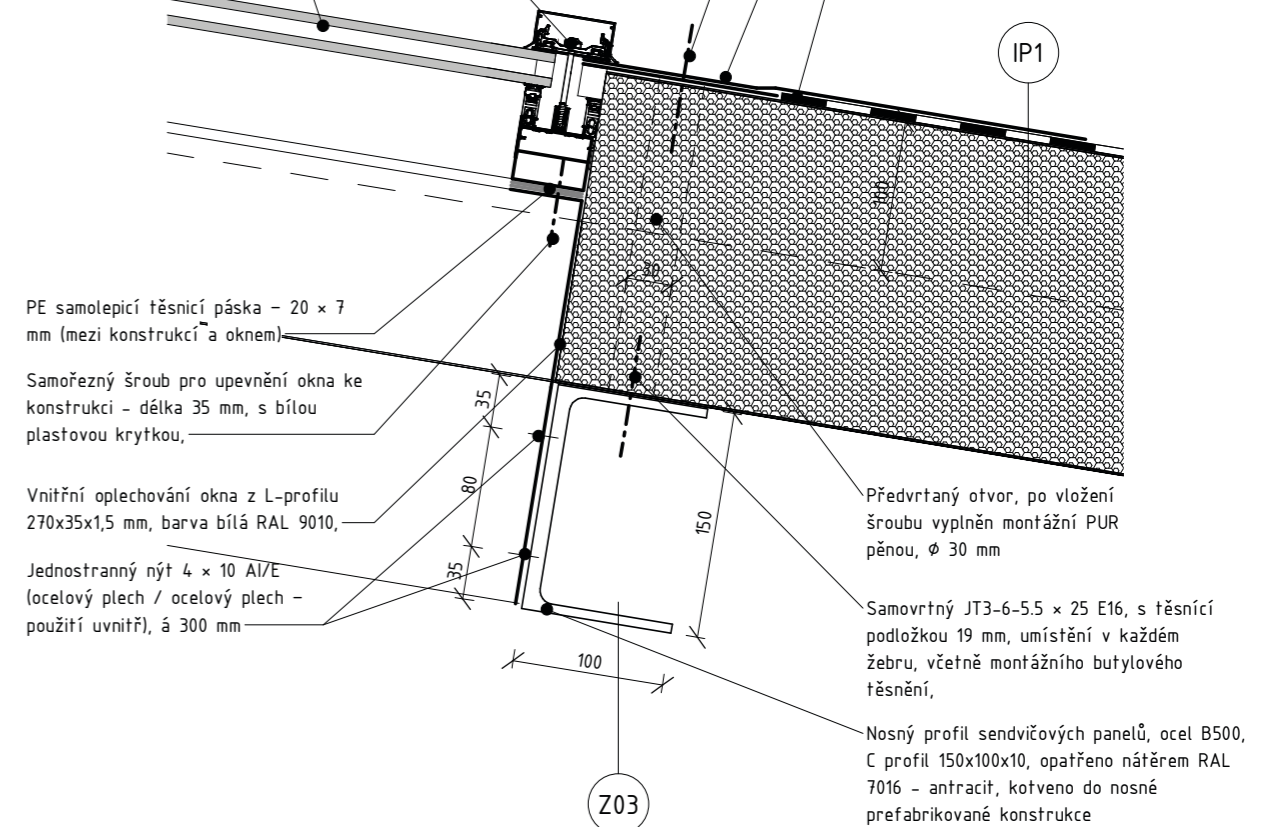 IP1
100
30
PE samolepicí těsnicí páska – 20 × 7
mm (mezi konstrukcí a oknem)
Samořezný šroub pro upevnění okna ke
konstrukci – délka 35 mm, s bílou
plastovou krytkou,
Vnitřní oplechování okna z L-profilu
270x35x1,5 mm, barva bílá RAL 9010,
Jednostranný nýt 4 × 10 Al/E
(ocelový plech / ocelový plech –
použití uvnitř), á 300 mm
35
80
35
150
100
Předvrtaný otvor, po vložení
šroubu vyplněn montážní PUR
pěnou, Ø 30 mm
Samovrtný JT3-6-5.5 × 25 E16, s těsnící
podložkou 19 mm, umístění v každém
žebru, včetně montážního butylového
těsnění,
Nosný profil sendvičových panelů, ocel B500,
C profil 150x100x10, opatřeno nátěrem RAL
7016 – antracit, kotveno do nosné
prefabrikované konstrukce
Z03